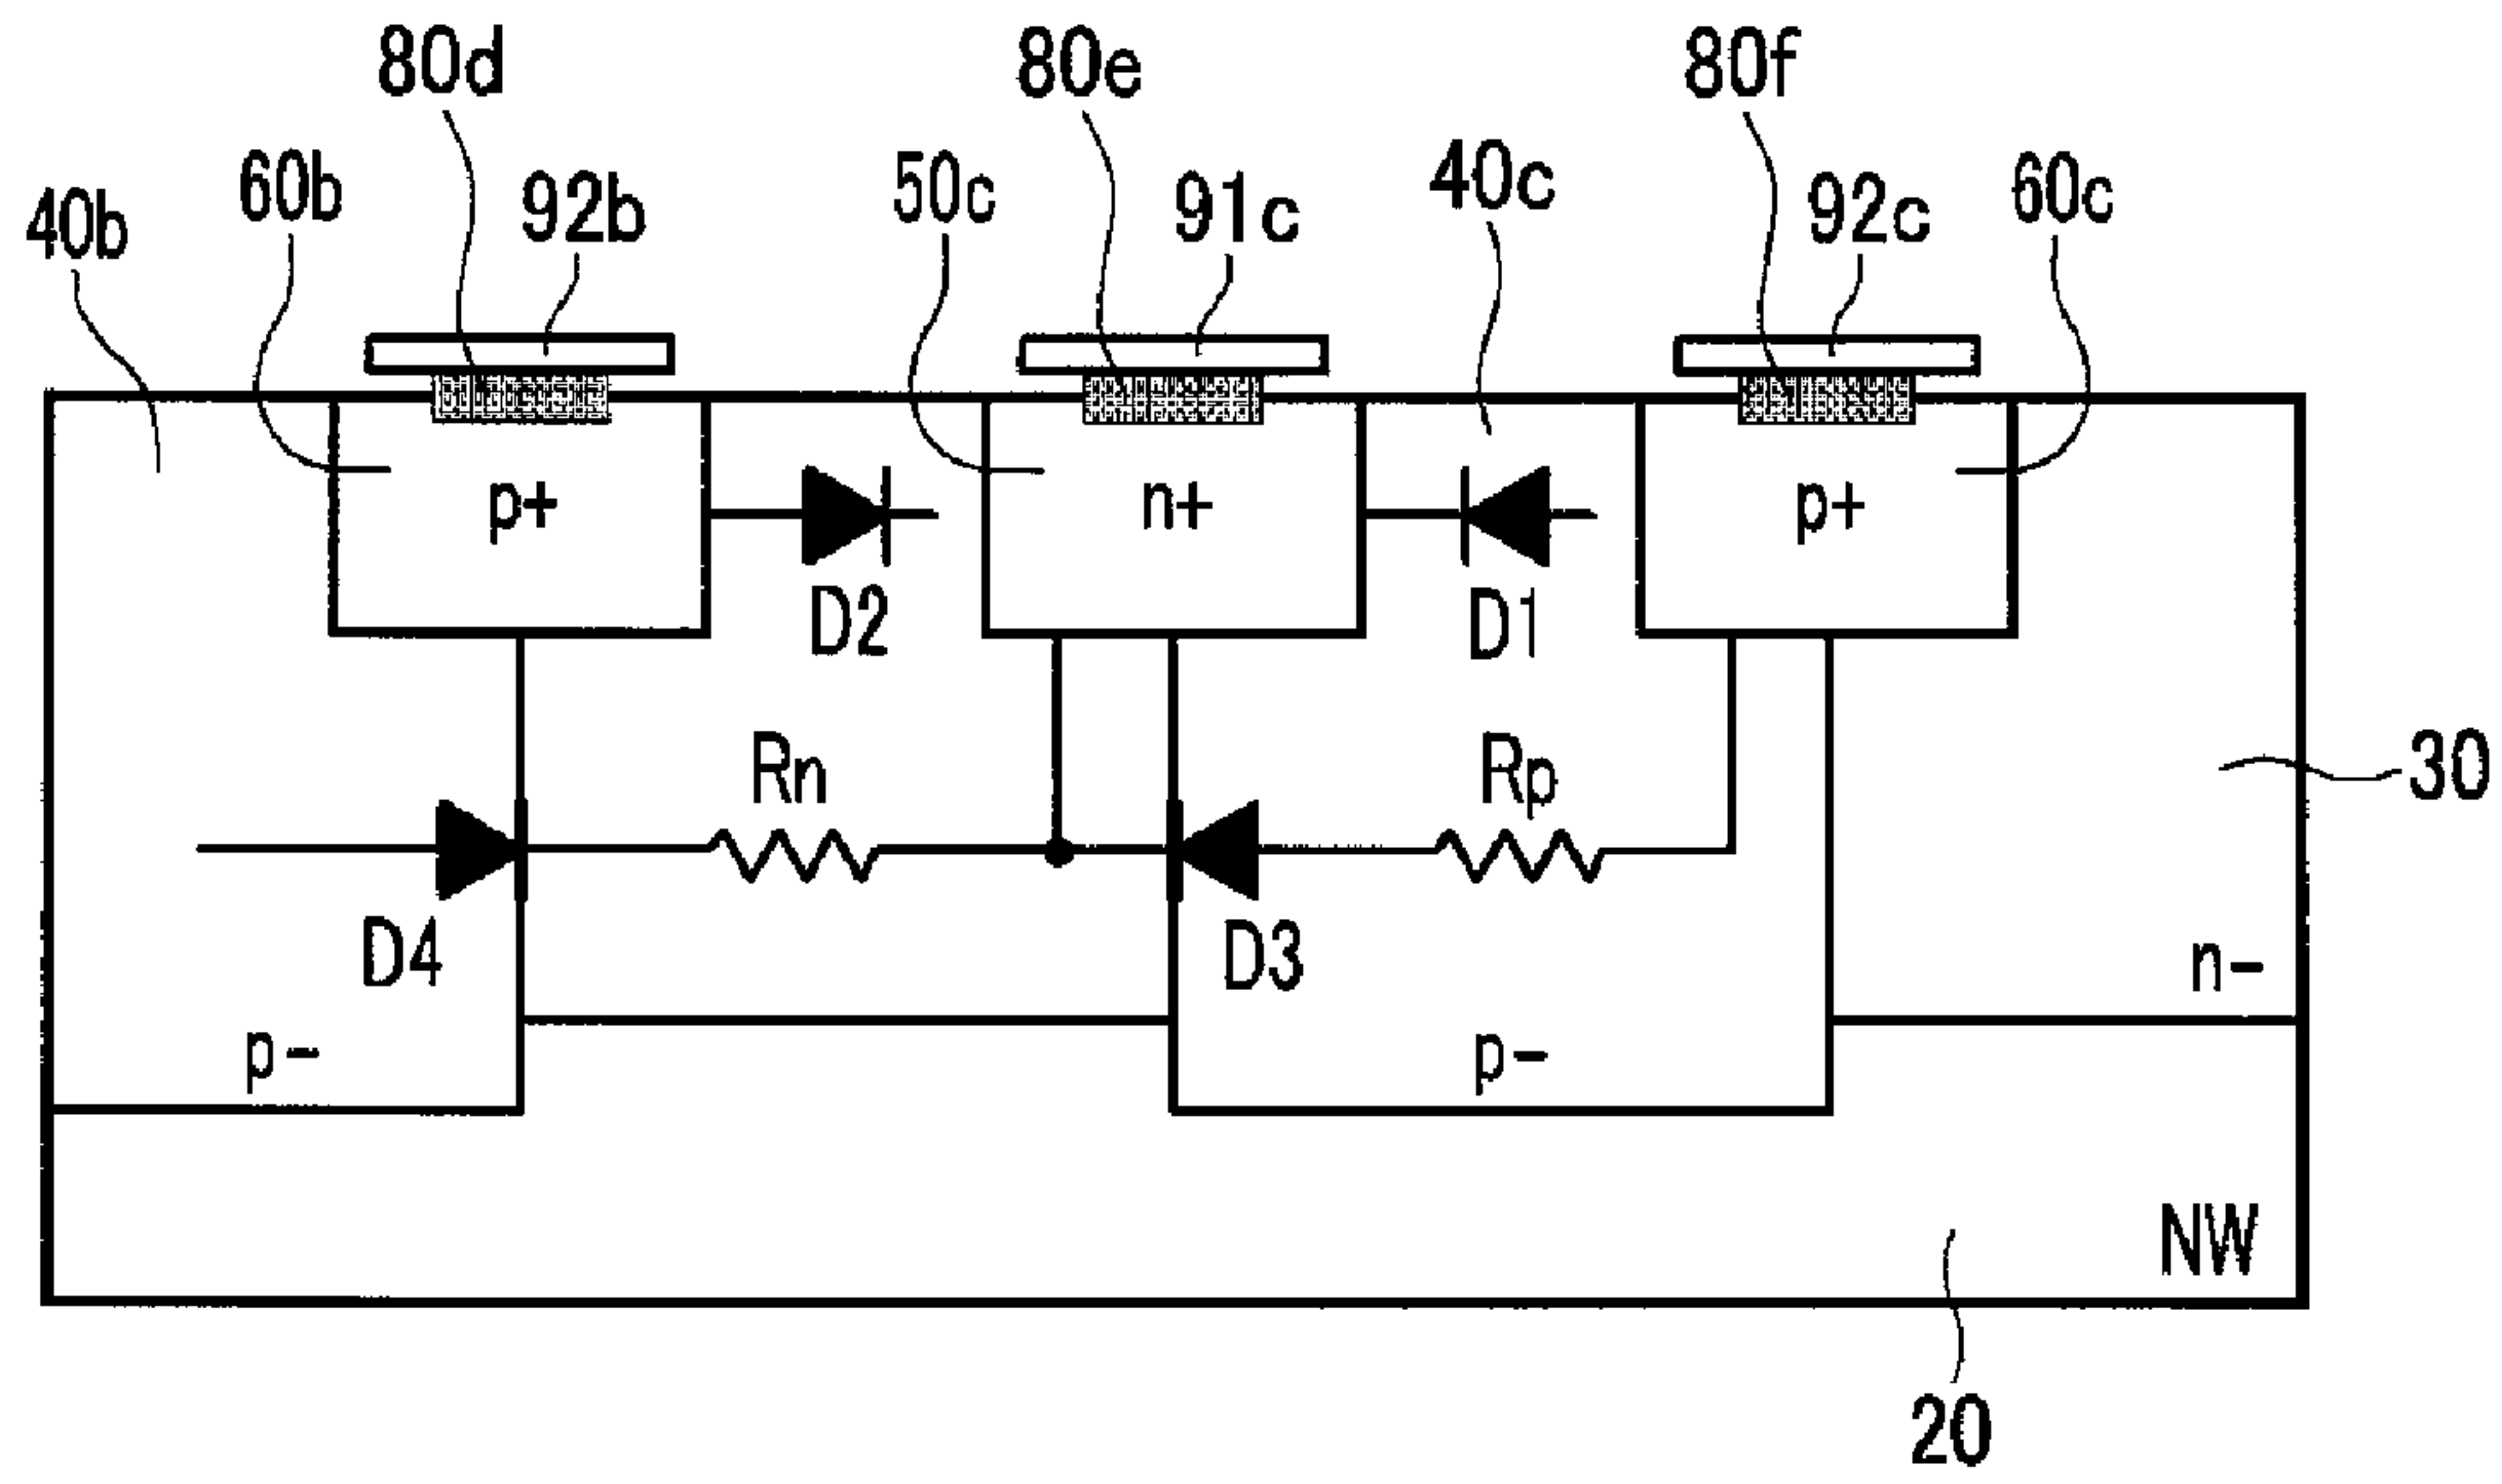 80d 80e 80f
60b 92b 50c 91c 40c 92c 60c
40b
p+ n+ p+
D2 D1
Rn Rp
30
D4 D3 n-
p- p-
NW
20